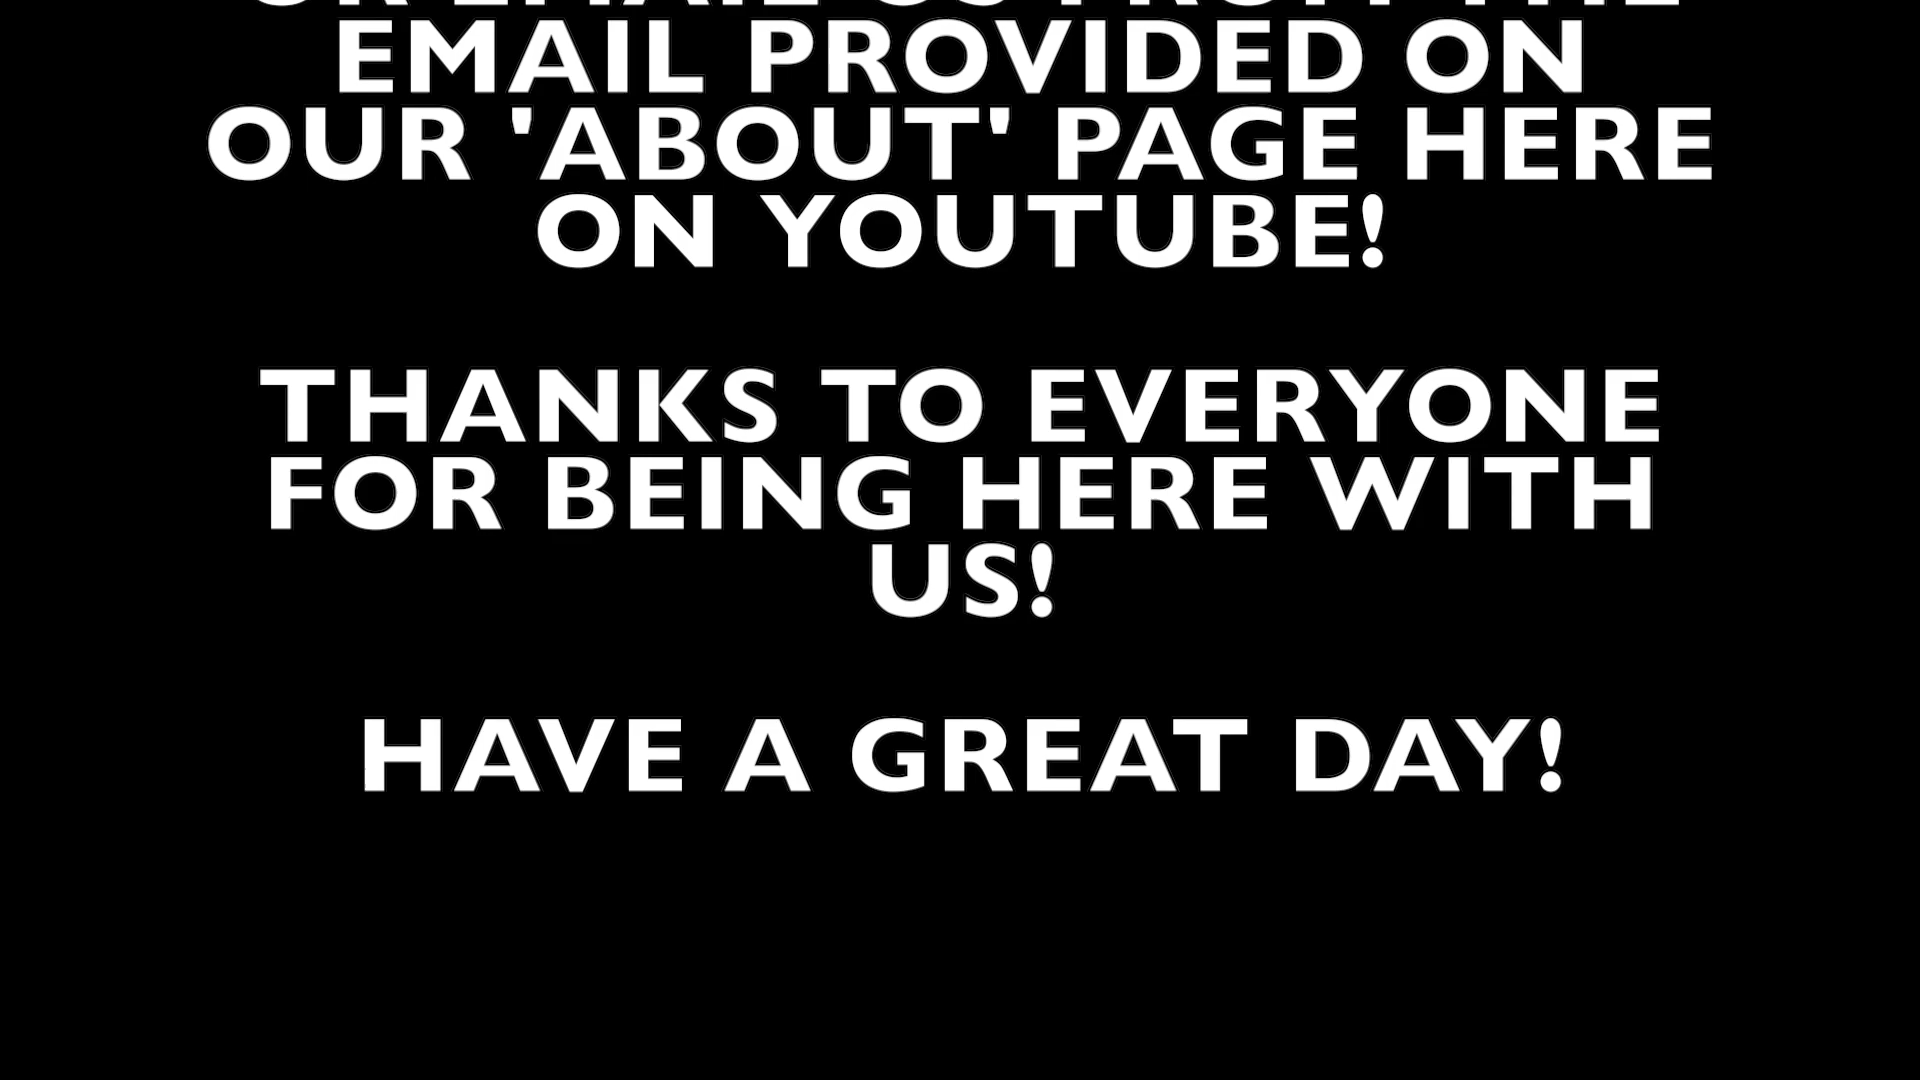 EMAIL PROVIDED ON
OUR 'ABOUT' PAGE HERE
ON YOUTUBE!
THANKS TO EVERYONE
FOR BEING HERE WITH
US!
HAVE A GREAT DAY!